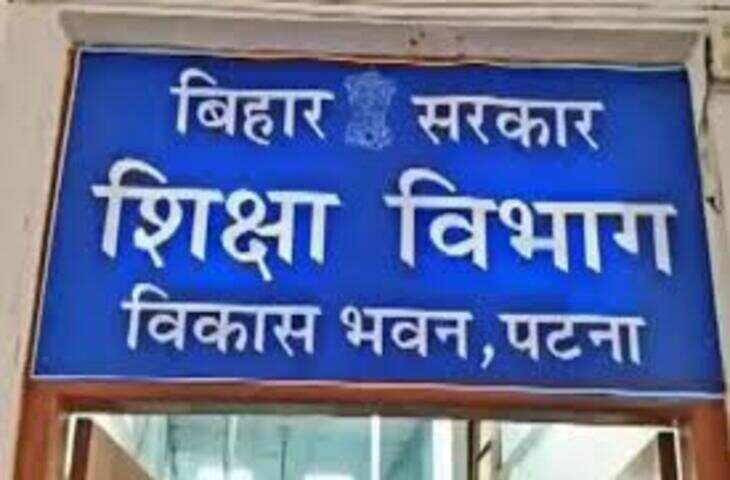 बिहार सरकार
शिक्षा विभाग
विकास भवन,पटना